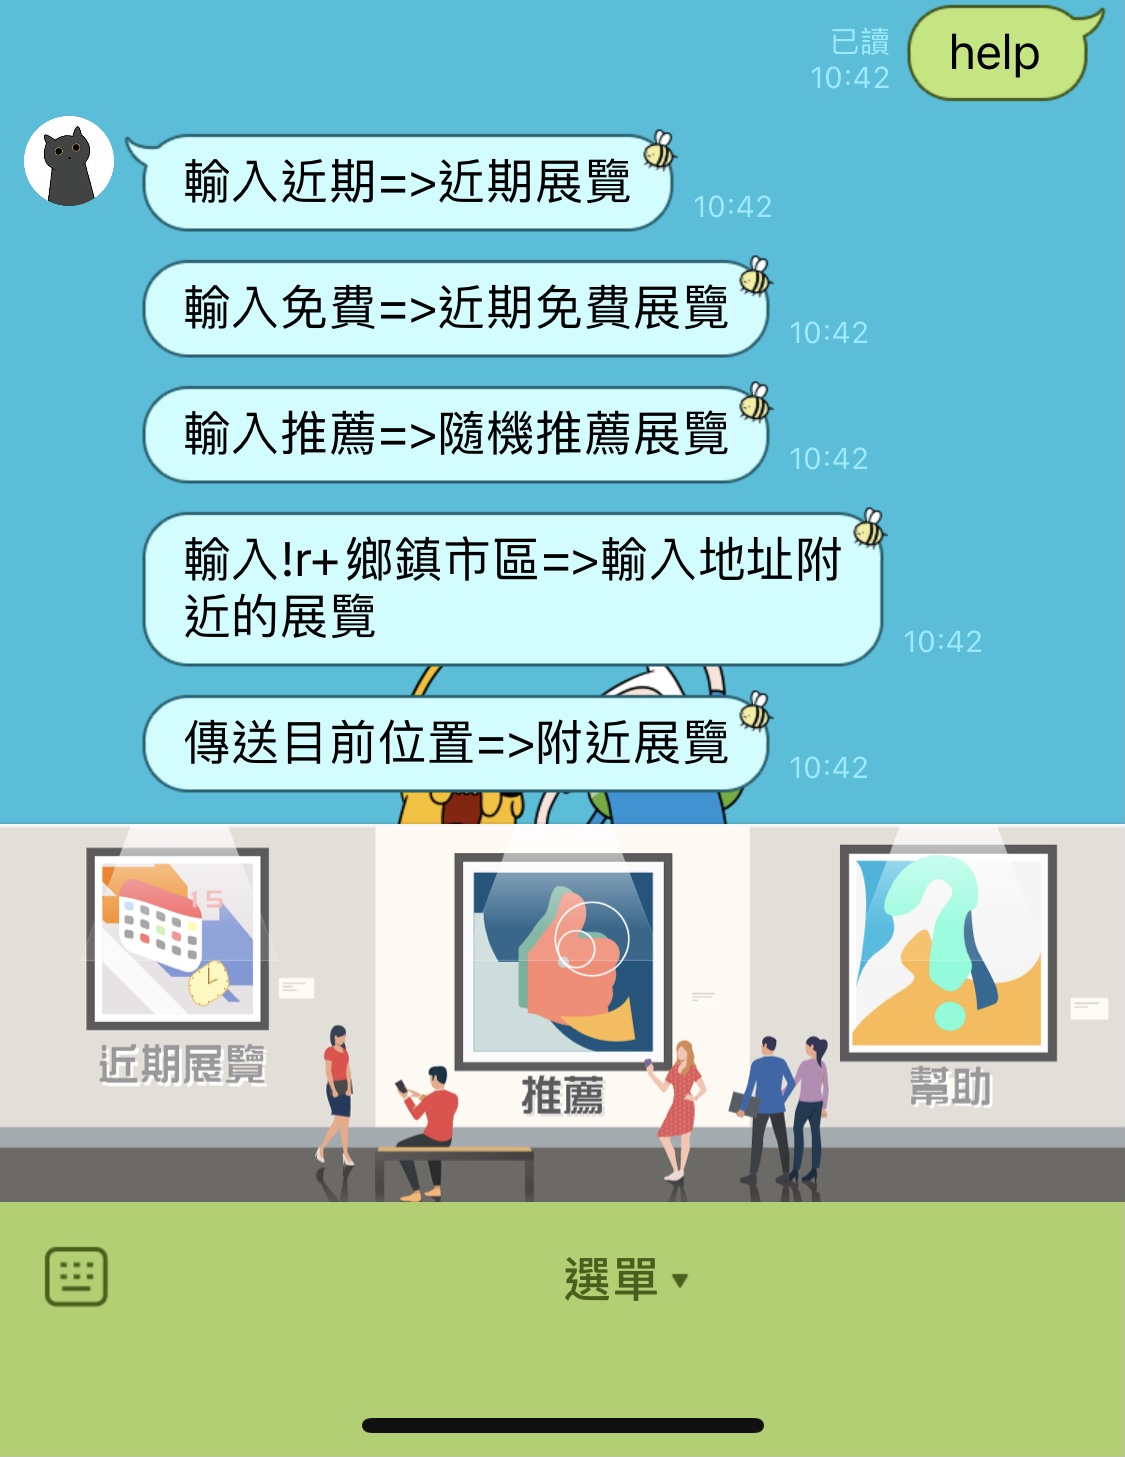 已讀
10:42
help
輸入近期=>近期展覽
10:42
輸入免費=>近期免費展覽
10:42
輸入推薦=>隨機推薦展覽
10:42
輸入!r+鄉鎮市區=>輸入地址附
近的展覽
10:42
傳送目前位置=>附近展覽
10:42
15
近期展覽
推薦
幫助
選單